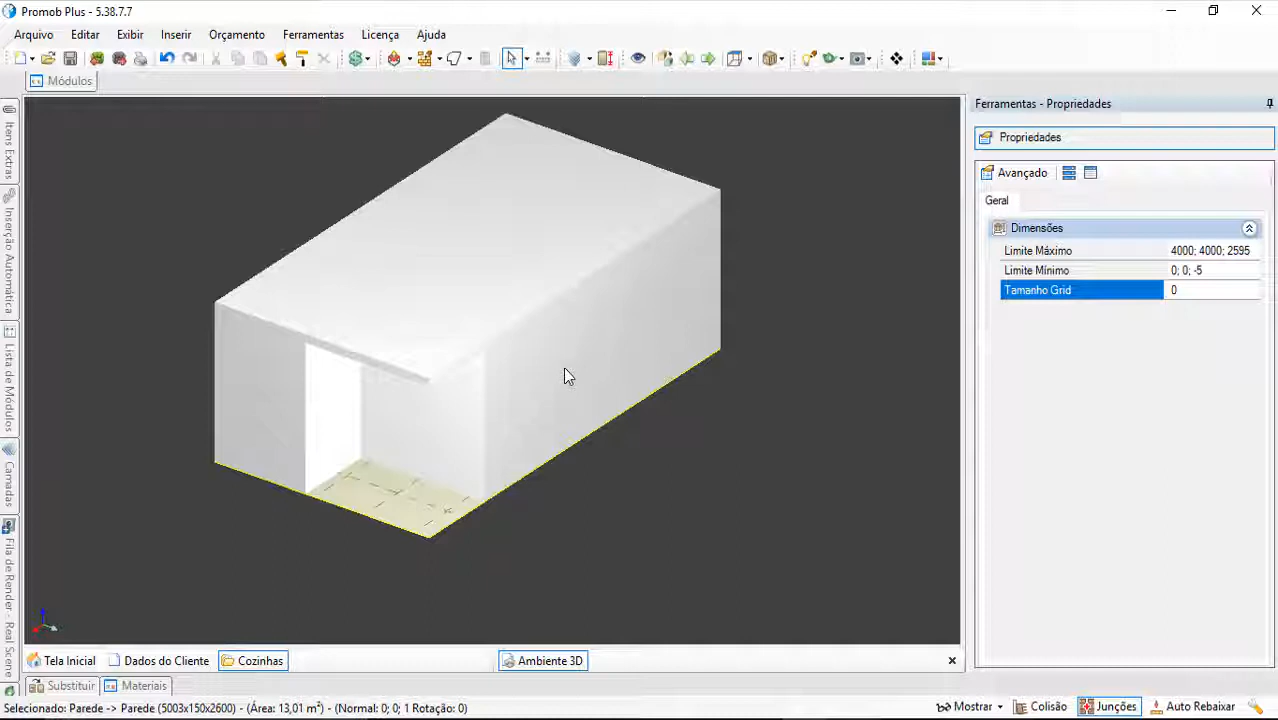 Promob Plus - 5.38.7.7
Arquivo Editar Exibir Inserir Orçamento Ferramentas Licença Ajuda
Módulos
Itens Extras
Inserção Automática
Lista de Módulos
Camadas
Fila de Render - Real Scene
Ferramentas - Propriedades
Propriedades
Avançado
Geral
Dimensões
Limite Máximo 4000; 4000; 2595
Limite Mínimo 0; 0; -5
Tamanho Grid 0
Tela Inicial Dados do Cliente Cozinhas Ambiente 3D
Substituir Materiais
Selecionado: Parede -> Parede (5003x150x2600) - (Área: 13,01 m²) - (Normal: 90; 1 Rotação: 0) Mostrar Colisão Junções Auto Rebaixar